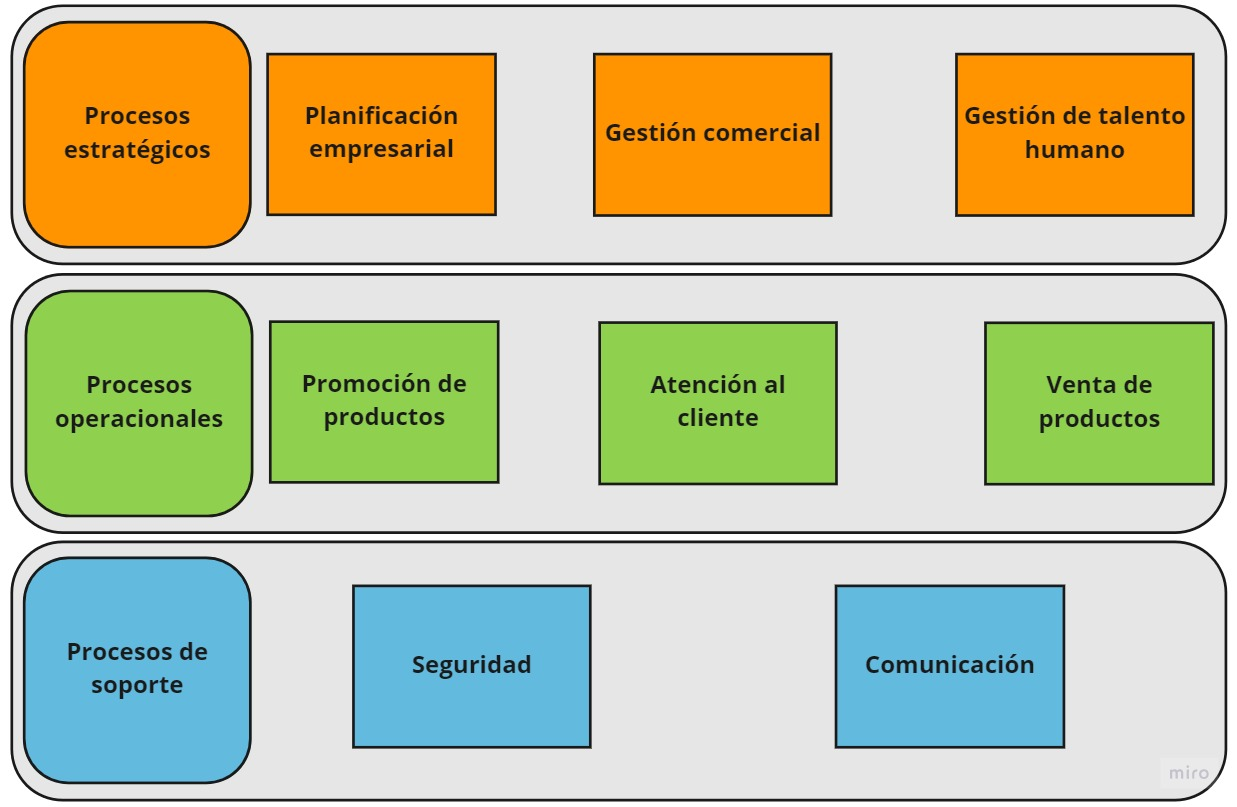 Procesos
estratégicos
Planificación
empresarial
Gestión comercial
Gestión de talento
humano
Procesos
operacionales
Promoción de
productos
Atención al
cliente
Venta de
productos
Procesos de
soporte
Seguridad
Comunicación
miro